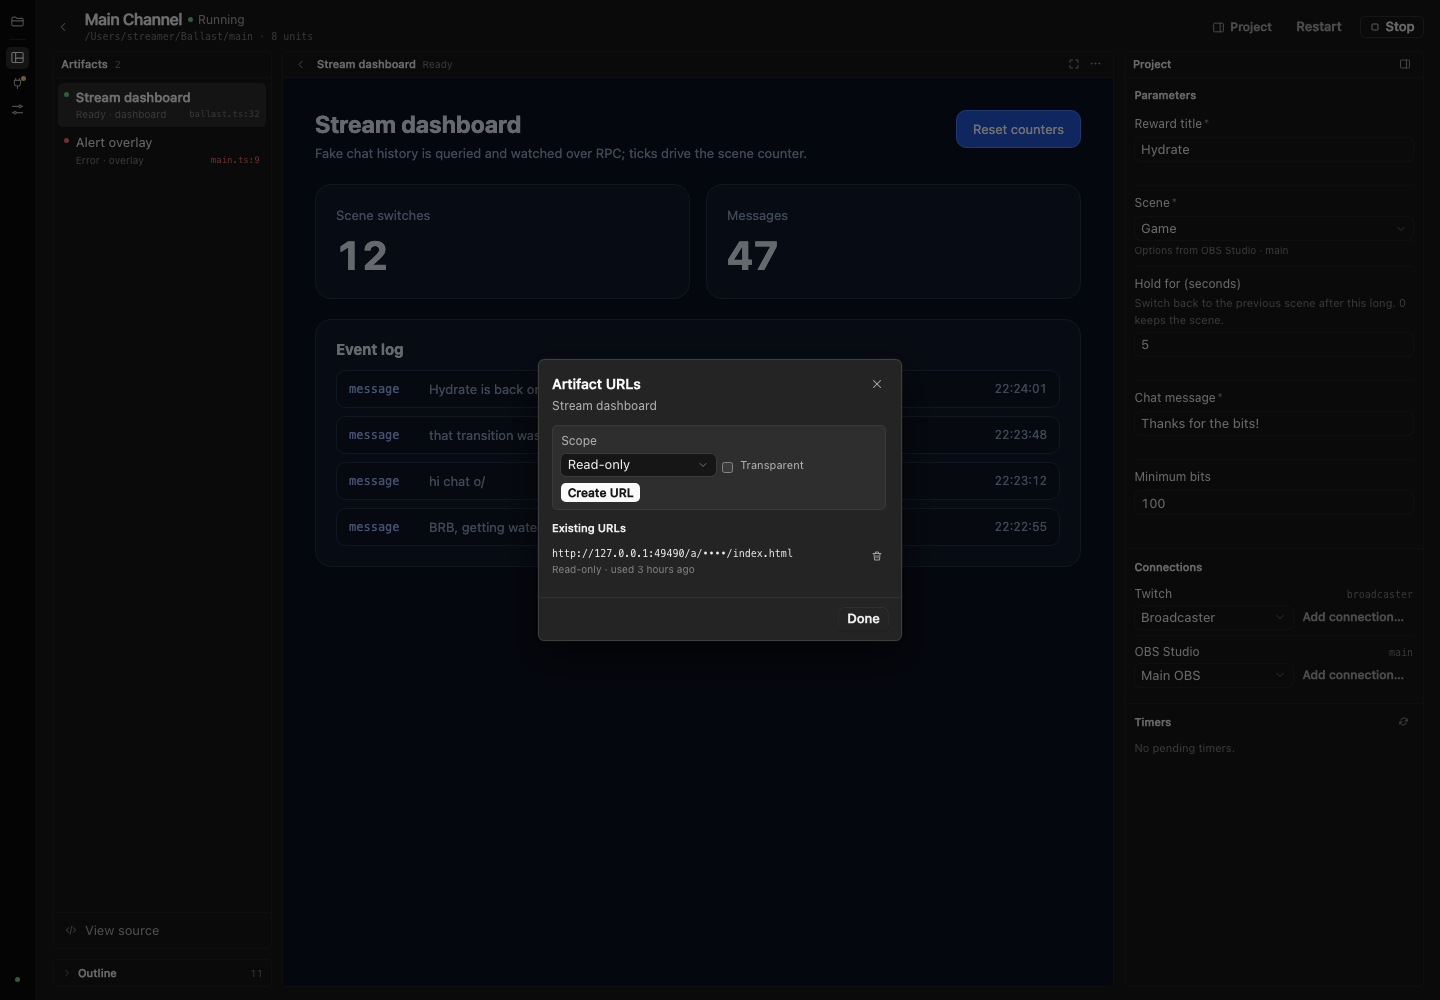 Main Channel
Running
/Users/streamer/Ballast/main · 8 units
Project
Restart
Stop
Artifacts 2
Stream dashboard
Ready · dashboard
ballast.ts:32
Alert overlay
Error · overlay
main.ts:9
View source
Outline
11
Stream dashboard Ready
Stream dashboard
Fake chat history is queried and watched over RPC; ticks drive the scene counter.
Reset counters
Scene switches
12
Messages
47
Event log
message Hydrate is back 22:24:01
message that transition 22:23:48
message hi chat o/ 22:23:12
message BRB, getting 22:22:55
Artifact URLs
Stream dashboard
Scope
Read-only
Transparent
Create URL
Existing URLs
http://127.0.0.1:49490/a/••••/index.html
Read-only · used 3 hours ago
Done
Project
Parameters
Reward title*
Hydrate
Scene*
Game
Options from OBS Studio · main
Hold for (seconds)
Switch back to the previous scene after this long. 0
keeps the scene.
5
Chat message*
Thanks for the bits!
Minimum bits
100
Connections
Twitch
broadcaster
Broadcaster
Add connection...
OBS Studio
main
Main OBS
Add connection...
Timers
No pending timers.